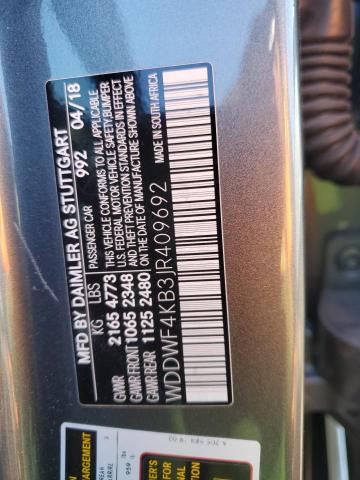 MFD BY DAIMLER AG STUTTGART
992 04/18
PASSENGER CAR
KG LBS
GVWR 2165 4773
GAWR FRONT 1065 2348
GAWR REAR 1125 2480
THIS VEHICLE CONFORMS TO ALL APPLICABLE
U.S. FEDERAL MOTOR VEHICLE SAFETY, BUMPER
AND THEFT PREVENTION STANDARDS IN EFFECT
ON THE DATE OF MANUFACTURE SHOWN ABOVE.
MADE IN SOUTH AFRICA
WDDWF4KB3JR409692